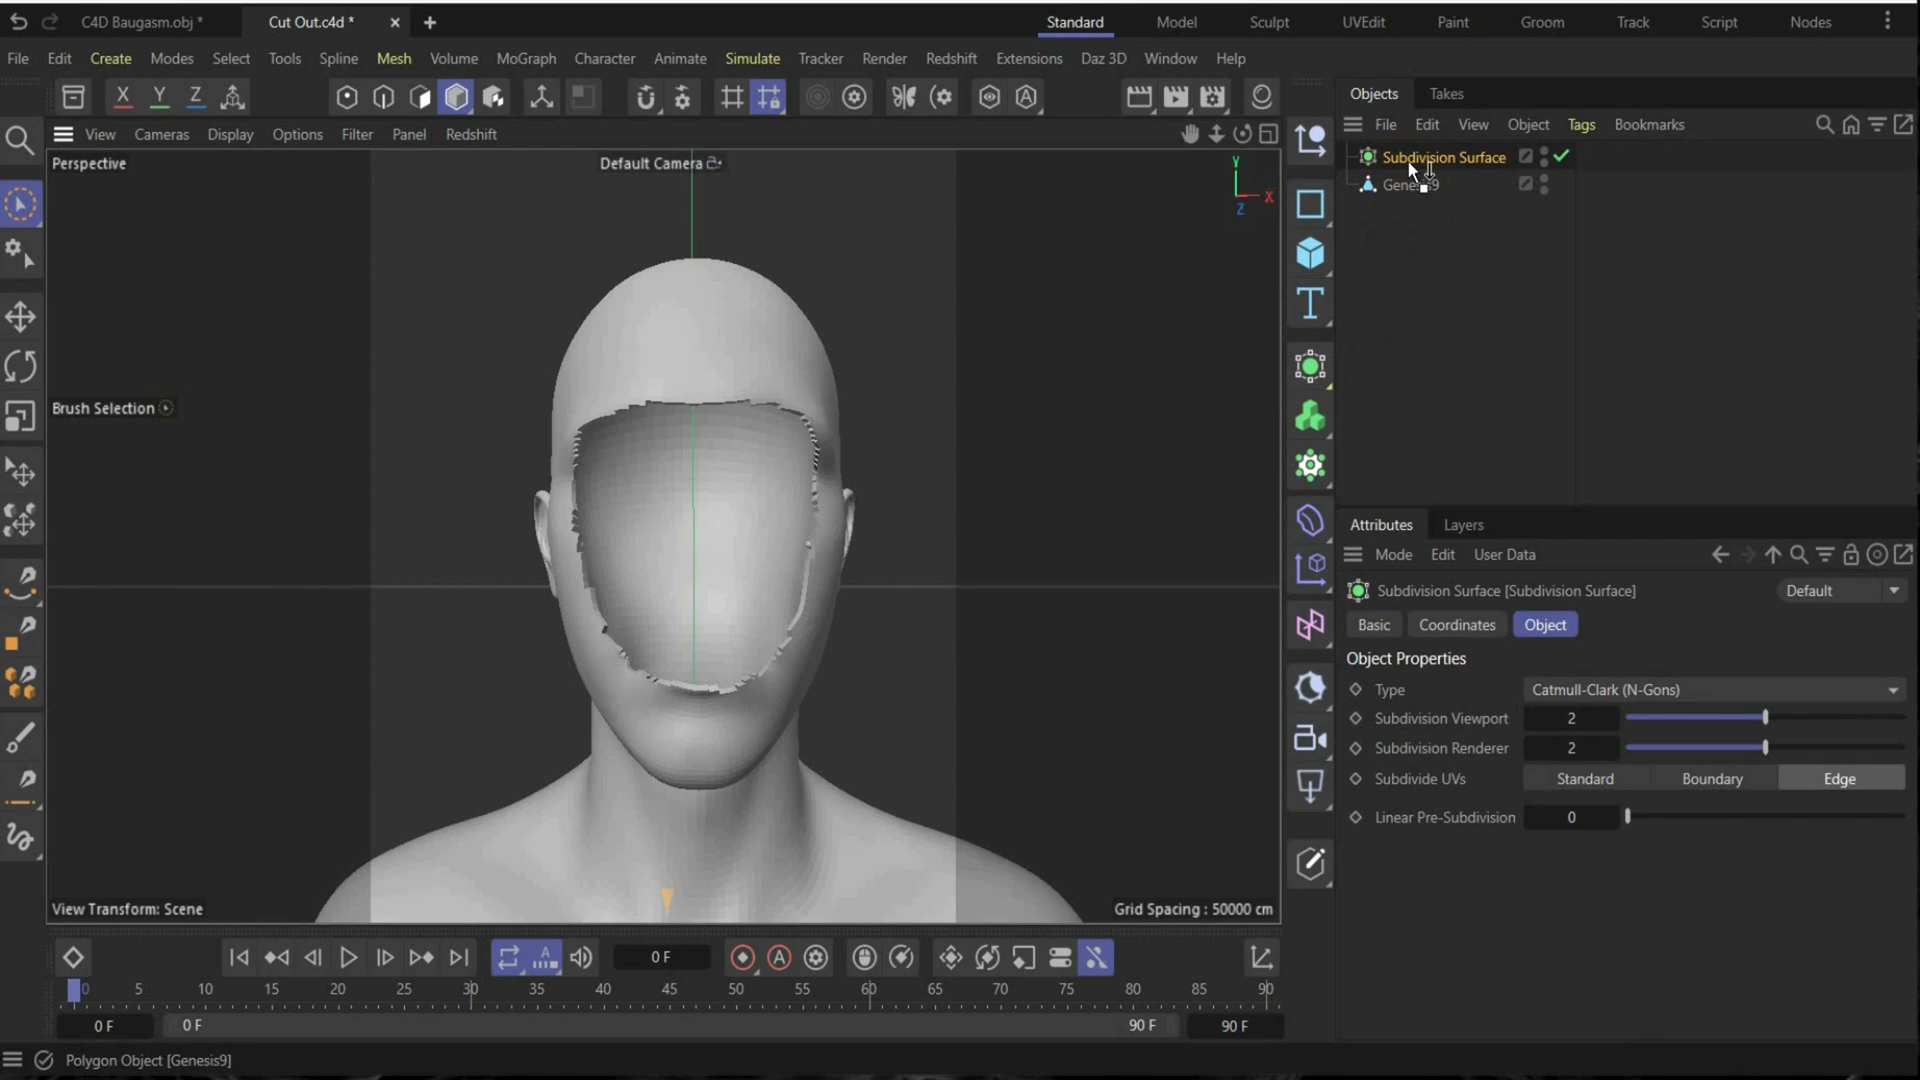 C4D Baugasm.obj *
Cut Out.c4d *
Standard Model Sculpt UVEdit Paint Groom Track Script Nodes
File Edit Create Modes Select Tools Spline Mesh Volume MoGraph Character Animate Simulate Tracker Render Redshift Extensions Daz 3D Window Help
X Y Z
Objects Takes
File Edit View Object Tags Bookmarks
View Cameras Display Options Filter Panel Redshift
Perspective
Default Camera
Y
X
Z
Subdivision Surface
Brush Selection
View Transform: Scene
Grid Spacing : 50000 cm
Attributes Layers
Mode Edit User Data
Subdivision Surface [Subdivision Surface]
Default
Basic Coordinates Object
Object Properties
Type Catmull-Clark (N-Gons)
Subdivision Viewport 2
Subdivision Renderer 2
Subdivide UVs Standard Boundary Edge
Linear Pre-Subdivision 0
0 F
0 5 10 15 20 25 30 35 40 45 50 55 60 65 70 75 80 85 90
0 F 0 F 90 F 90 F
Polygon Object [Genesis9]